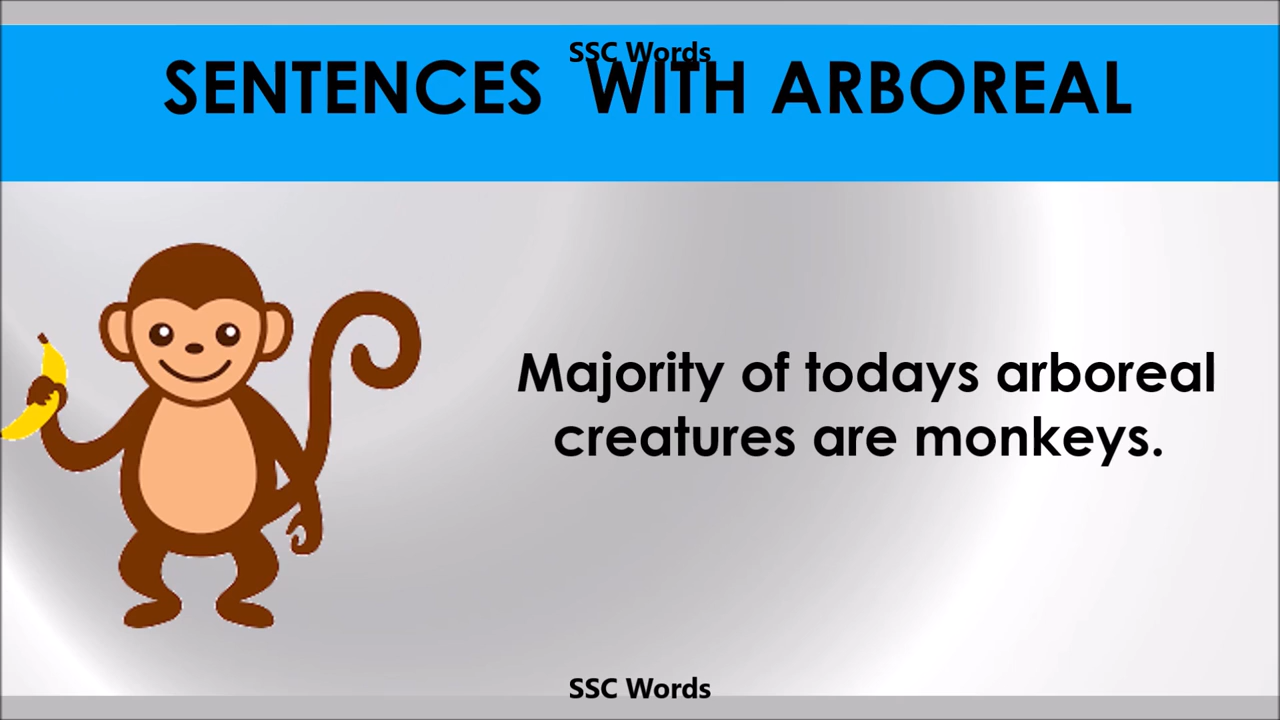 SSC Words
SENTENCES WITH ARBOREAL
Majority of todays arboreal
creatures are monkeys.
SSC Words